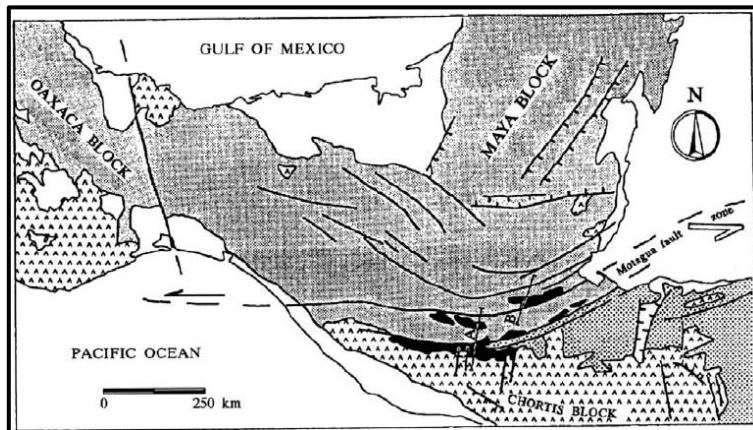 GULF OF MEXICO
OAXACA BLOCK
MAYA BLOCK
N
Motagua fault zone
A
B
PACIFIC OCEAN
0 250 km
CHORTIS BLOCK